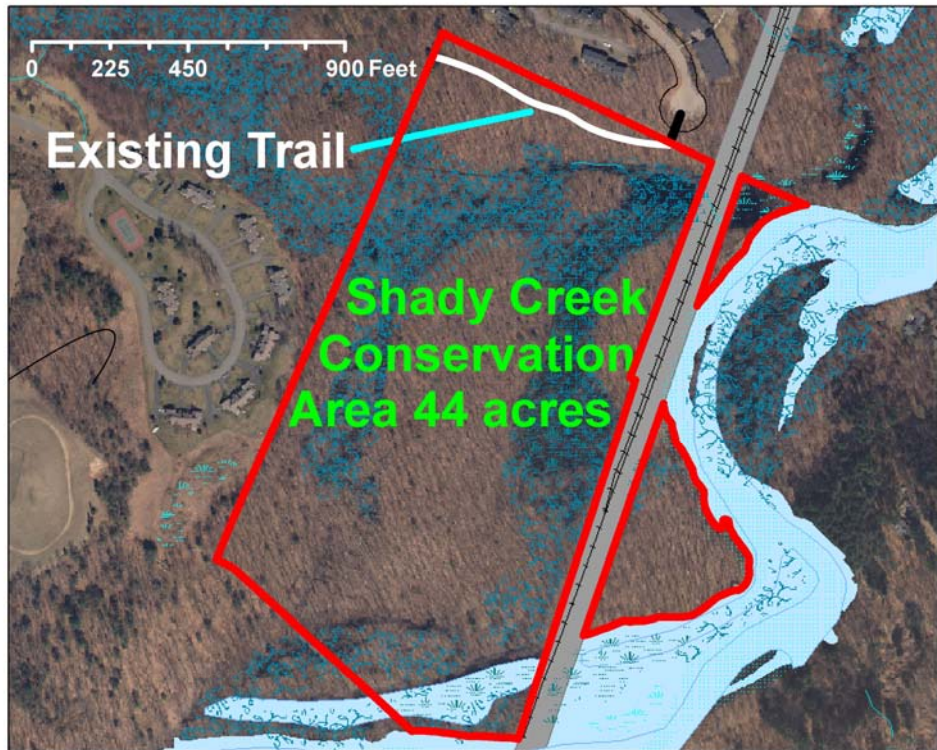 0 225 450 900 Feet
Existing Trail
Shady Creek
Conservation
Area 44 acres